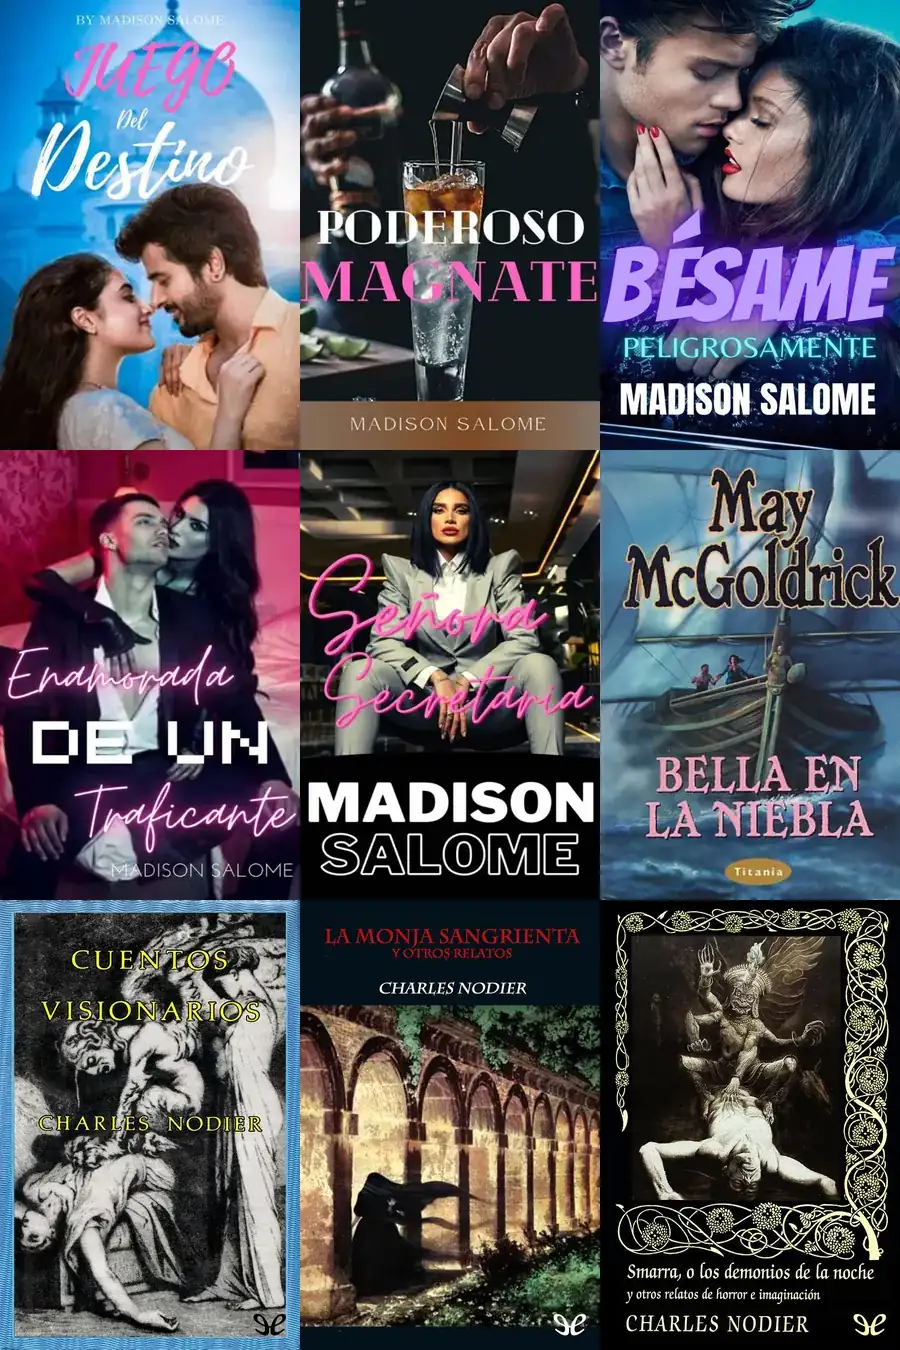 BY MADISON SALOME
JUEGO
Del
Destino
PODEROSO
MAGNATE
MADISON SALOME
BÉSAME
PELIGROSAMENTE
MADISON SALOME
Enamorada
DE UN
Traficante
MADISON SALOME
Señora
Secretaria
MADISON
SALOME
May
McGoldrick
BELLA EN
LA NIEBLA
Titania
CUENTOS
VISIONARIOS
CHARLES NODIER
LA MONJA SANGRIENTA
Y OTROS RELATOS
CHARLES NODIER
Smarra, o los demonios de la noche
y otros relatos de horror e imaginación
CHARLES NODIER